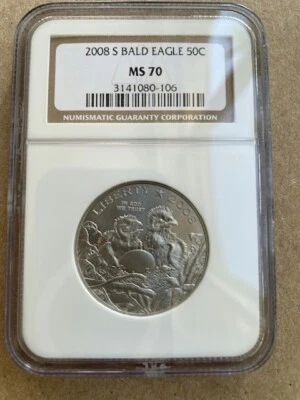 2008 S BALD EAGLE 50C
MS 70
3141080-106
NUMISMATIC GUARANTY CORPORATION
LIBERTY 2008
IN GOD
WE TRUST